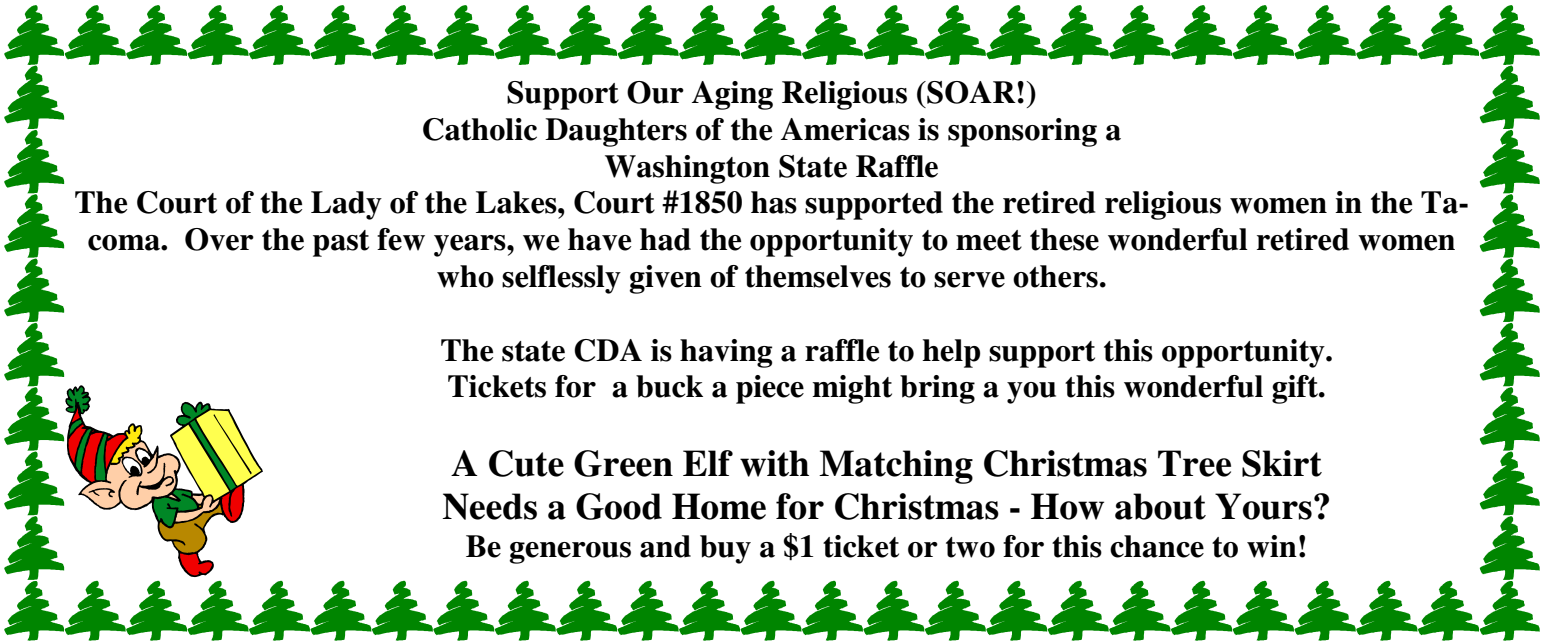 Support Our Aging Religious (SOAR!)
Catholic Daughters of the Americas is sponsoring a
Washington State Raffle
The Court of the Lady of the Lakes, Court #1850 has supported the retired religious women in the Ta-
coma.  Over the past few years, we have had the opportunity to meet these wonderful retired women
who selflessly given of themselves to serve others.
The state CDA is having a raffle to help support this opportunity.
Tickets for  a buck a piece might bring a you this wonderful gift.
A Cute Green Elf with Matching Christmas Tree Skirt
Needs a Good Home for Christmas - How about Yours?
Be generous and buy a $1 ticket or two for this chance to win!